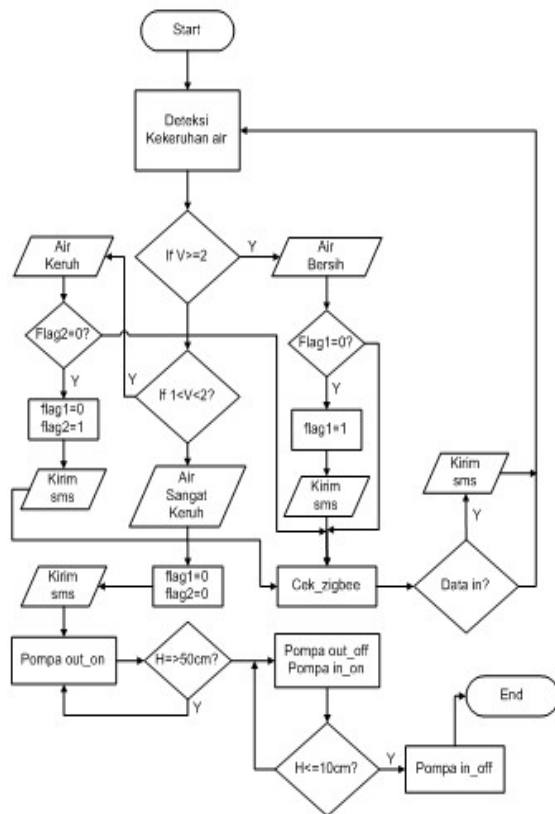 Start
Deteksi
Kekeruhan air
If V>=2
Y
Air
Bersih
Air
Keruh
Flag2=0?
Y
flag1=0
flag2=1
Kirim
sms
Flag1=0?
Y
flag1=1
Kirim
sms
If 1<V<2?
Y
Air
Sangat
Keruh
flag1=0
flag2=0
Kirim
sms
Cek_zigbee
Data in?
Y
Kirim
sms
Pompa out_on
H=>50cm?
Y
Pompa out_off
Pompa in_on
H<=10cm?
Y
Pompa in_off
End